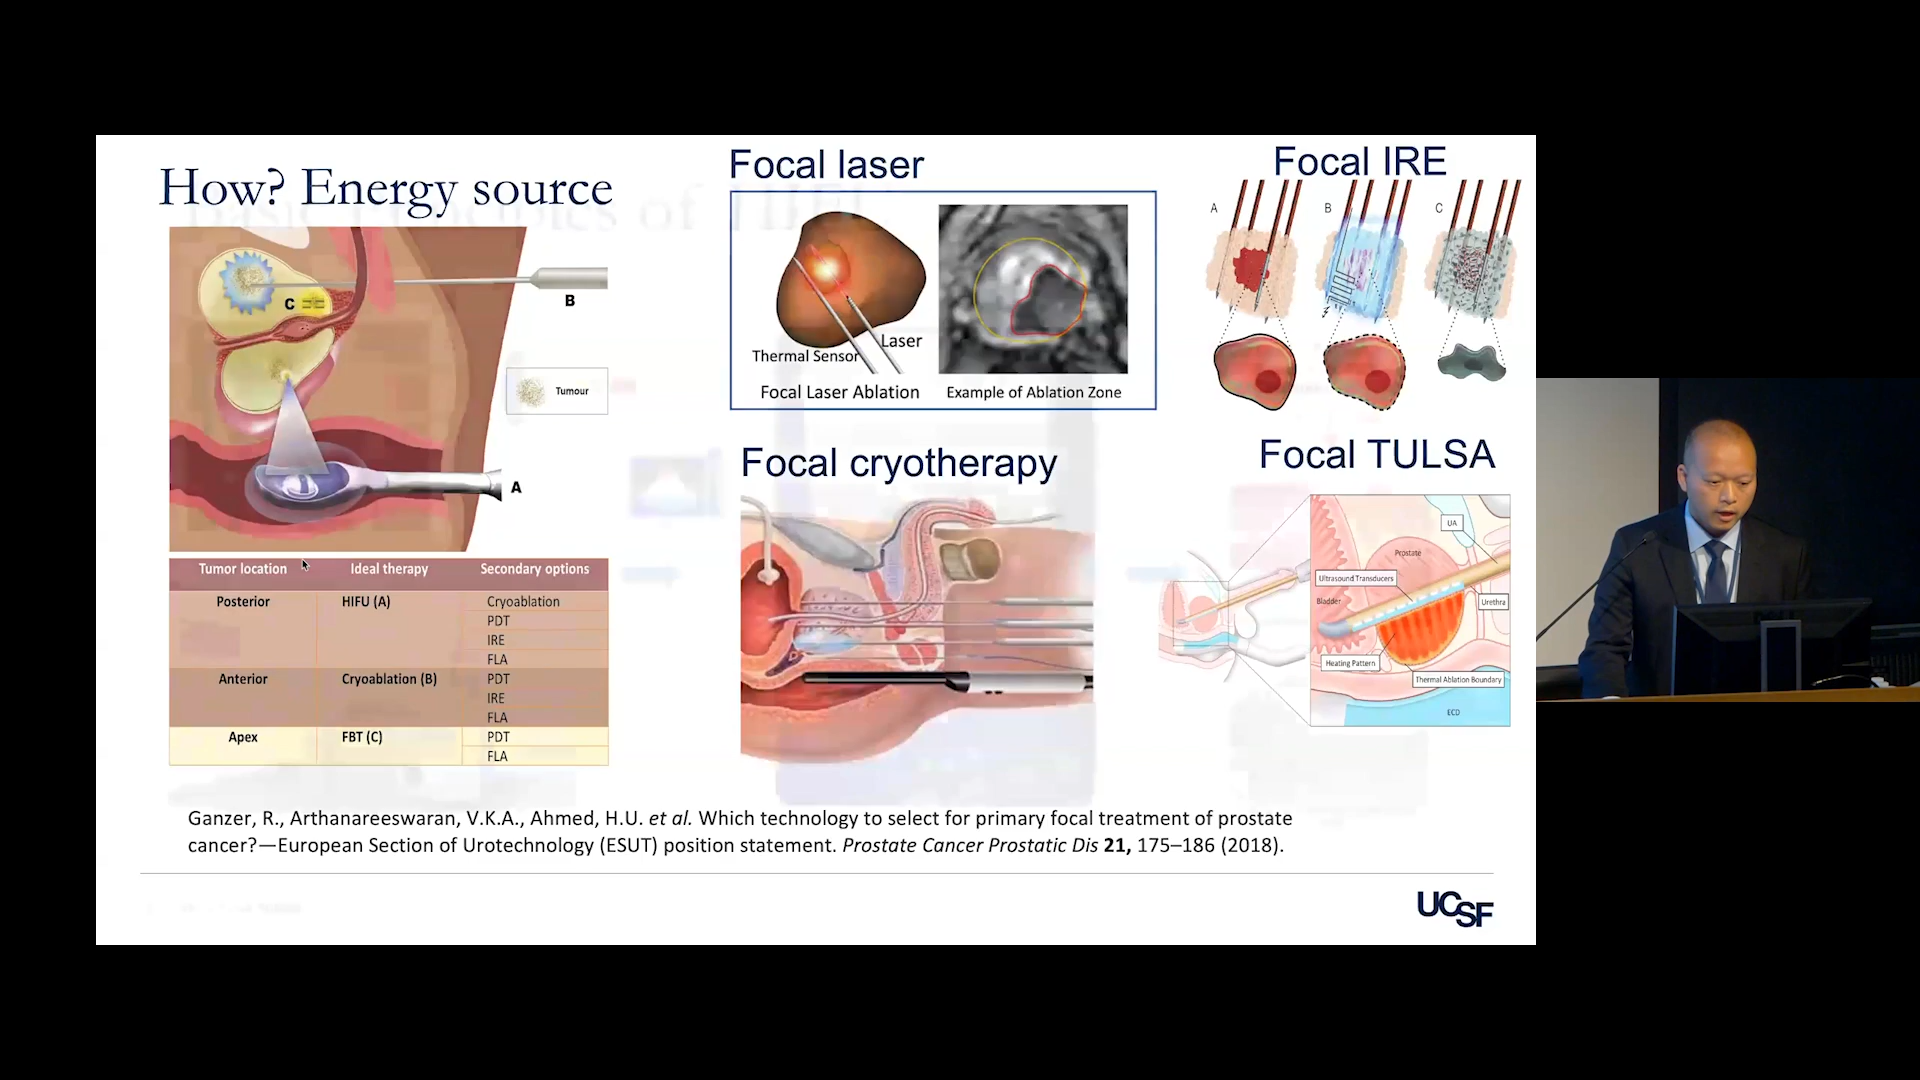 How? Energy source
C
B
Tumour
A
Tumor location Ideal therapy Secondary options
Posterior HIFU (A) Cryoablation
PDT
IRE
FLA
Anterior Cryoablation (B) PDT
IRE
FLA
Apex FBT (C) PDT
FLA
Focal laser
Laser
Thermal Sensor
Focal Laser Ablation Example of Ablation Zone
Focal IRE
A B C
Focal cryotherapy
Focal TULSA
UA
Prostate
Ultrasound Transducers
Bladder
Urethra
Heating Pattern
Thermal Ablation Boundary
ECD
Ganzer, R., Arthanareeswaran, V.K.A., Ahmed, H.U. et al. Which technology to select for primary focal treatment of prostate
cancer?—European Section of Urotechnology (ESUT) position statement. Prostate Cancer Prostatic Dis 21, 175–186 (2018).
UCSF